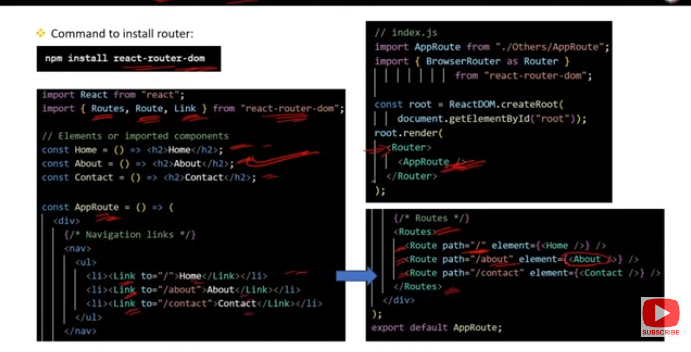 Command to install router:
npm install react-router-dom
import React from "react";
import { Routes, Route, Link } from "react-router-dom";
// Elements or imported components
const Home = () => <h2>Home</h2>;
const About = () => <h2>About</h2>;
const Contact = () => <h2>Contact</h2>;
const AppRoute = () => (
<div>
{/* Navigation links */}
<nav>
<ul>
<li><Link to="/">Home</Link></li>
<li><Link to="/about">About</Link></li>
<li><Link to="/contact">Contact</Link></li>
</ul>
</nav>
// index.js
import AppRoute from "./Others/AppRoute";
import { BrowserRouter as Router }
from "react-router-dom";
const root = ReactDOM.createRoot(
document.getElementById("root"));
root.render(
<Router>
<AppRoute />
</Router>
);
{/* Routes */}
<Routes>
<Route path="/" element={<Home />} />
<Route path="/about" element={<About />} />
<Route path="/contact" element={<Contact />} />
</Routes>
</div>
);
export default AppRoute;
SUBSCRIBE